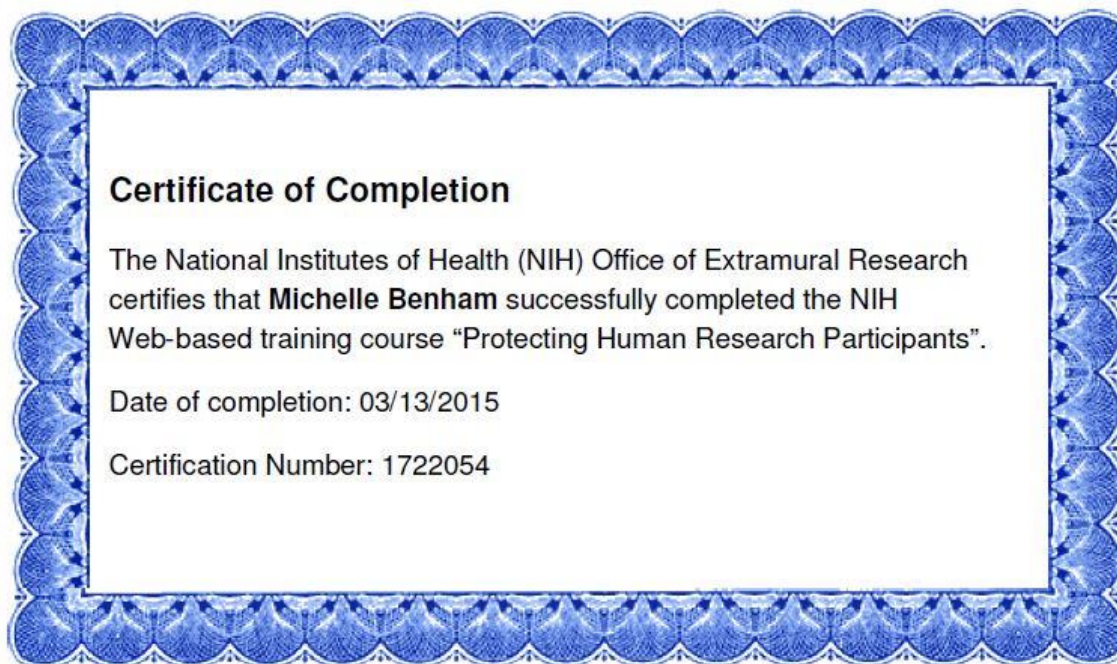 Certificate of Completion
The National Institutes of Health (NIH) Office of Extramural Research
certifies that Michelle Benham successfully completed the NIH
Web-based training course “Protecting Human Research Participants”.
Date of completion: 03/13/2015
Certification Number: 1722054